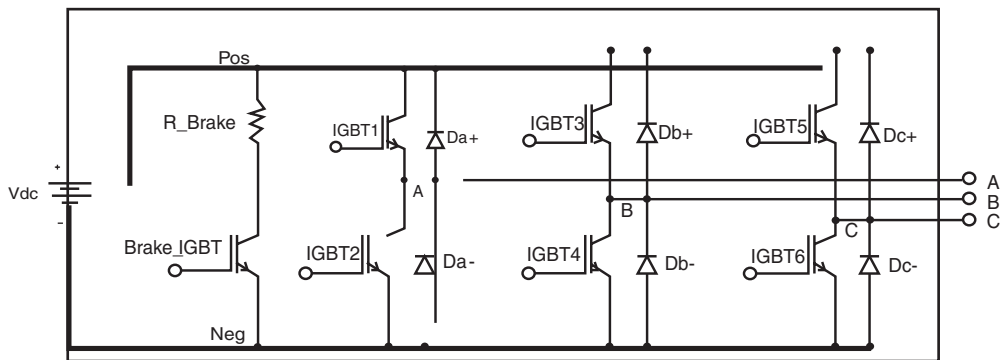 Pos
R_Brake
IGBT1
Da+
IGBT3
Db+
IGBT5
Dc+
+
Vdc
-
A
A
B
B
C
C
Brake_IGBT
IGBT2
Da-
IGBT4
Db-
IGBT6
Dc-
Neg